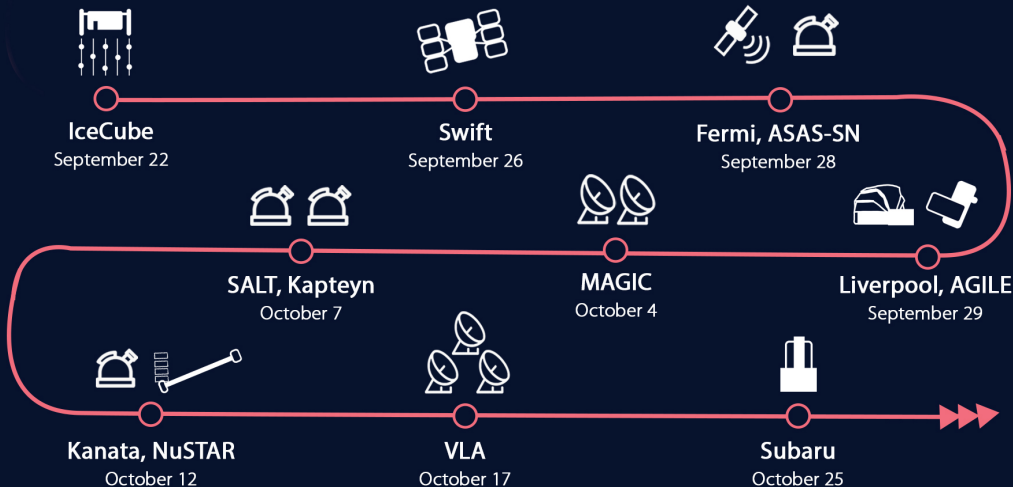 IceCube
September 22
Swift
September 26
Fermi, ASAS-SN
September 28
Liverpool, AGILE
September 29
MAGIC
October 4
SALT, Kapteyn
October 7
Kanata, NuSTAR
October 12
VLA
October 17
Subaru
October 25